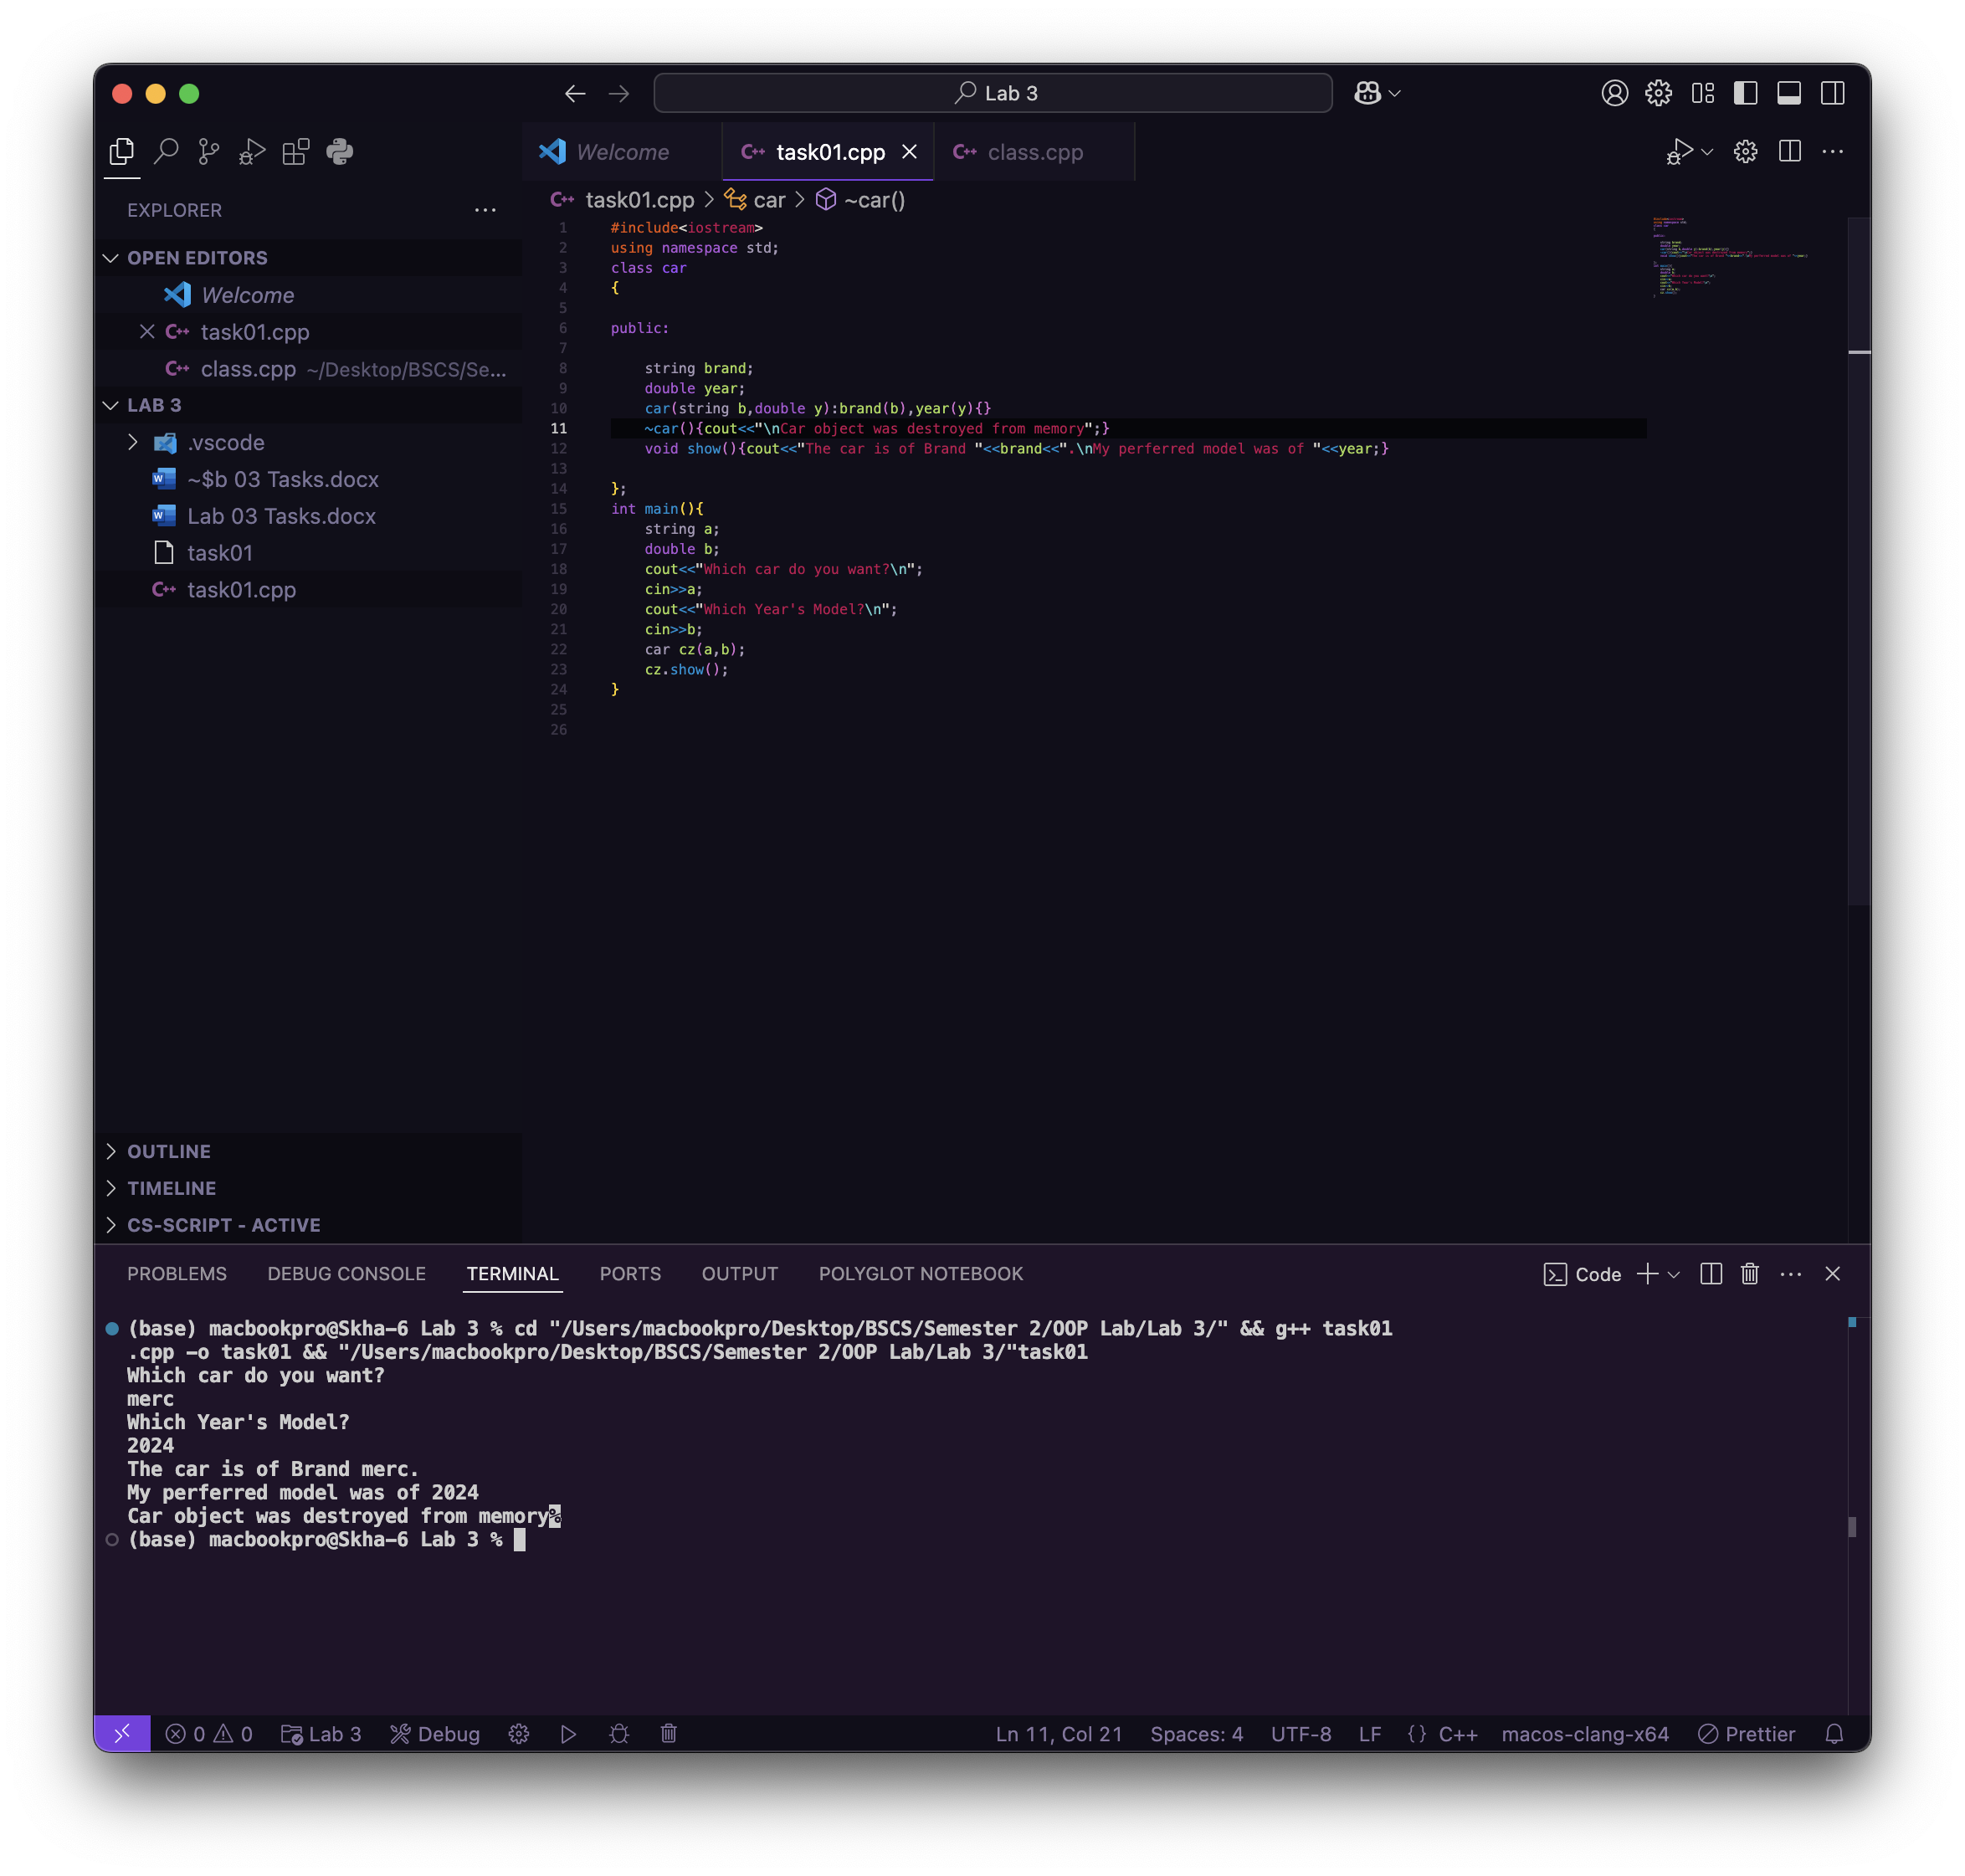 Lab 3
Welcome
C++ task01.cpp
C++ class.cpp
EXPLORER
OPEN EDITORS
Welcome
C++ task01.cpp
C++ class.cpp ~/Desktop/BSCS/Se...
LAB 3
.vscode
~$b 03 Tasks.docx
Lab 03 Tasks.docx
task01
C++ task01.cpp
OUTLINE
TIMELINE
CS-SCRIPT - ACTIVE
C++ task01.cpp > car > ~car()
1 #include<iostream>
2 using namespace std;
3 class car
4 {
5
6 public:
7
8 string brand;
9 double year;
10 car(string b,double y):brand(b),year(y){}
11 ~car(){cout<<"\nCar object was destroyed from memory";}
12 void show(){cout<<"The car is of Brand "<<brand<<".\nMy perferred model was of "<<year;}
13
14 };
15 int main(){
16 string a;
17 double b;
18 cout<<"Which car do you want?\n";
19 cin>>a;
20 cout<<"Which Year's Model?\n";
21 cin>>b;
22 car cz(a,b);
23 cz.show();
24 }
25
26
PROBLEMS DEBUG CONSOLE TERMINAL PORTS OUTPUT POLYGLOT NOTEBOOK
Code
(base) macbookpro@Skha-6 Lab 3 % cd "/Users/macbookpro/Desktop/BSCS/Semester 2/OOP Lab/Lab 3/" && g++ task01
.cpp -o task01 && "/Users/macbookpro/Desktop/BSCS/Semester 2/OOP Lab/Lab 3/"task01
Which car do you want?
merc
Which Year's Model?
2024
The car is of Brand merc.
My perferred model was of 2024
Car object was destroyed from memory%
(base) macbookpro@Skha-6 Lab 3 %
0 0 Lab 3 Debug Ln 11, Col 21 Spaces: 4 UTF-8 LF {} C++ macos-clang-x64 Prettier